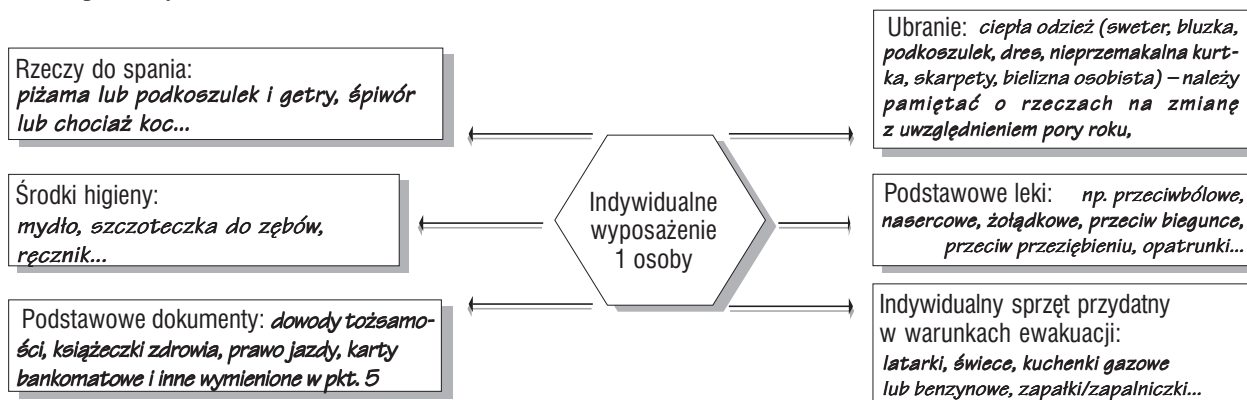 Rzeczy do spania:
piżama lub podkoszulek i getry, śpiwór
lub chociaż koc...
Środki higieny:
mydło, szczoteczka do zębów,
ręcznik...
Podstawowe dokumenty: dowody tożsamo-
ści, książeczki zdrowia, prawo jazdy, karty
bankomatowe i inne wymienione w pkt. 5
Indywidualne
wyposażenie
1 osoby
Ubranie: ciepła odzież (sweter, bluzka,
podkoszulek, dres, nieprzemakalna kurt-
ka, skarpety, bielizna osobista) – należy
pamiętać o rzeczach na zmianę
z uwzględnieniem pory roku,
Podstawowe leki: np. przeciwbólowe,
nasercowe, żołądkowe, przeciw biegunce,
przeciw przeziębieniu, opatrunki...
Indywidualny sprzęt przydatny
w warunkach ewakuacji:
latarki, świece, kuchenki gazowe
lub benzynowe, zapałki/zapalniczki...